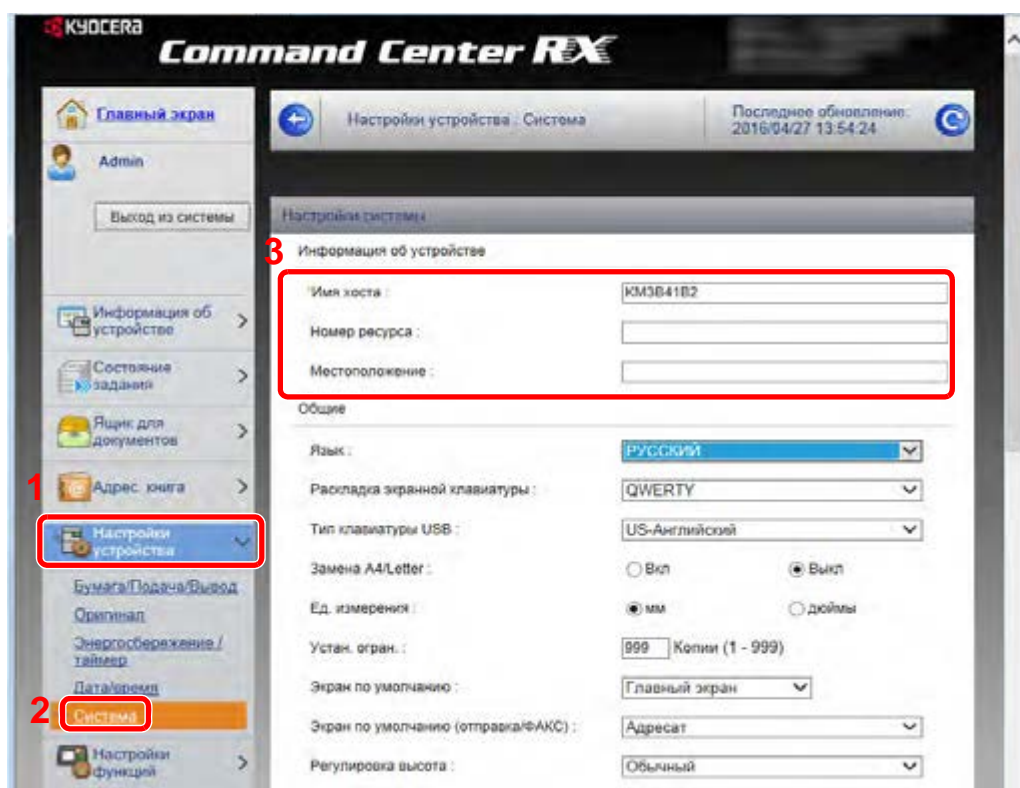 KYOCERA
Command Center RX
Главный экран
Admin
Выход из системы
Информация об
устройстве
Состояние
задания
Ящик для
документов
1
Адрес. книга
Настройки
устройства
Бумага/Подача/Вывод
Оригинал
Энергосбережение /
таймер
Дата/время
2
Система
Настройки
функций
Настройки устройства : Система
Последнее обновление:
2016/04/27 13:54:24
Настройки системы
3
Информация об устройстве
*Имя хоста :
KM3B41B2
Номер ресурса :
Местоположение :
Общие
Язык :
РУССКИЙ
Раскладка экранной клавиатуры :
QWERTY
Тип клавиатуры USB :
US-Английский
Замена A4/Letter :
Вкл
Выкл
Ед. измерения :
мм
дюймы
Устан. огран. :
999 Копии (1 - 999)
Экран по умолчанию :
Главный экран
Экран по умолчанию (отправка/ФАКС) :
Адресат
Регулировка высота :
Обычный